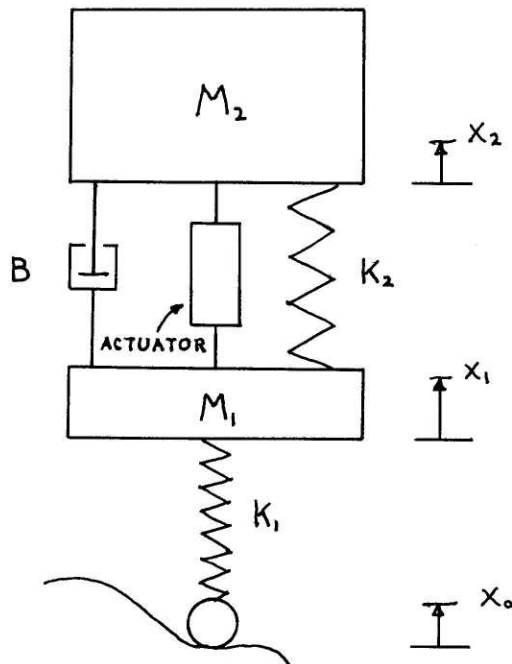 M₂
X₂
B
K₂
ACTUATOR
X₁
M₁
K₁
X₀